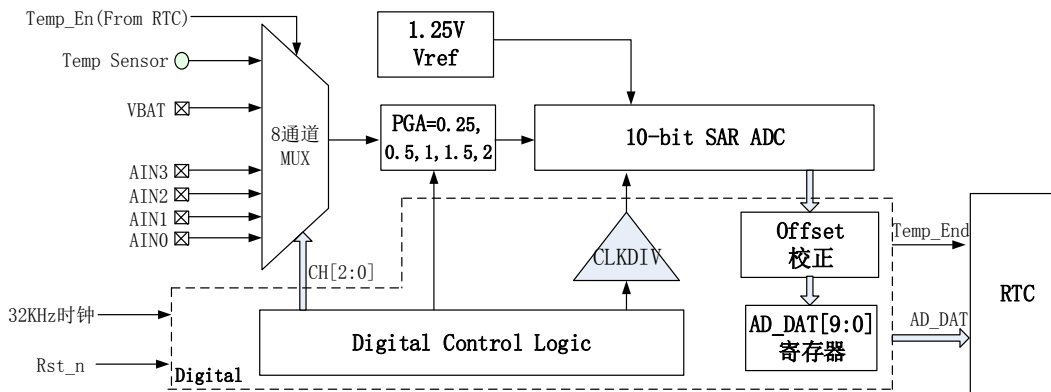 Temp_En(From RTC)
Temp Sensor
VBAT
AIN3
AIN2
AIN1
AIN0
8通道
MUX
1.25V
Vref
PGA=0.25,
0.5,1,1.5,2
10-bit SAR ADC
CH[2:0]
CLKDIV
Offset
校正
Temp_End
RTC
32KHz时钟
Digital Control Logic
AD_DAT[9:0]
寄存器
AD_DAT
Rst_n
Digital